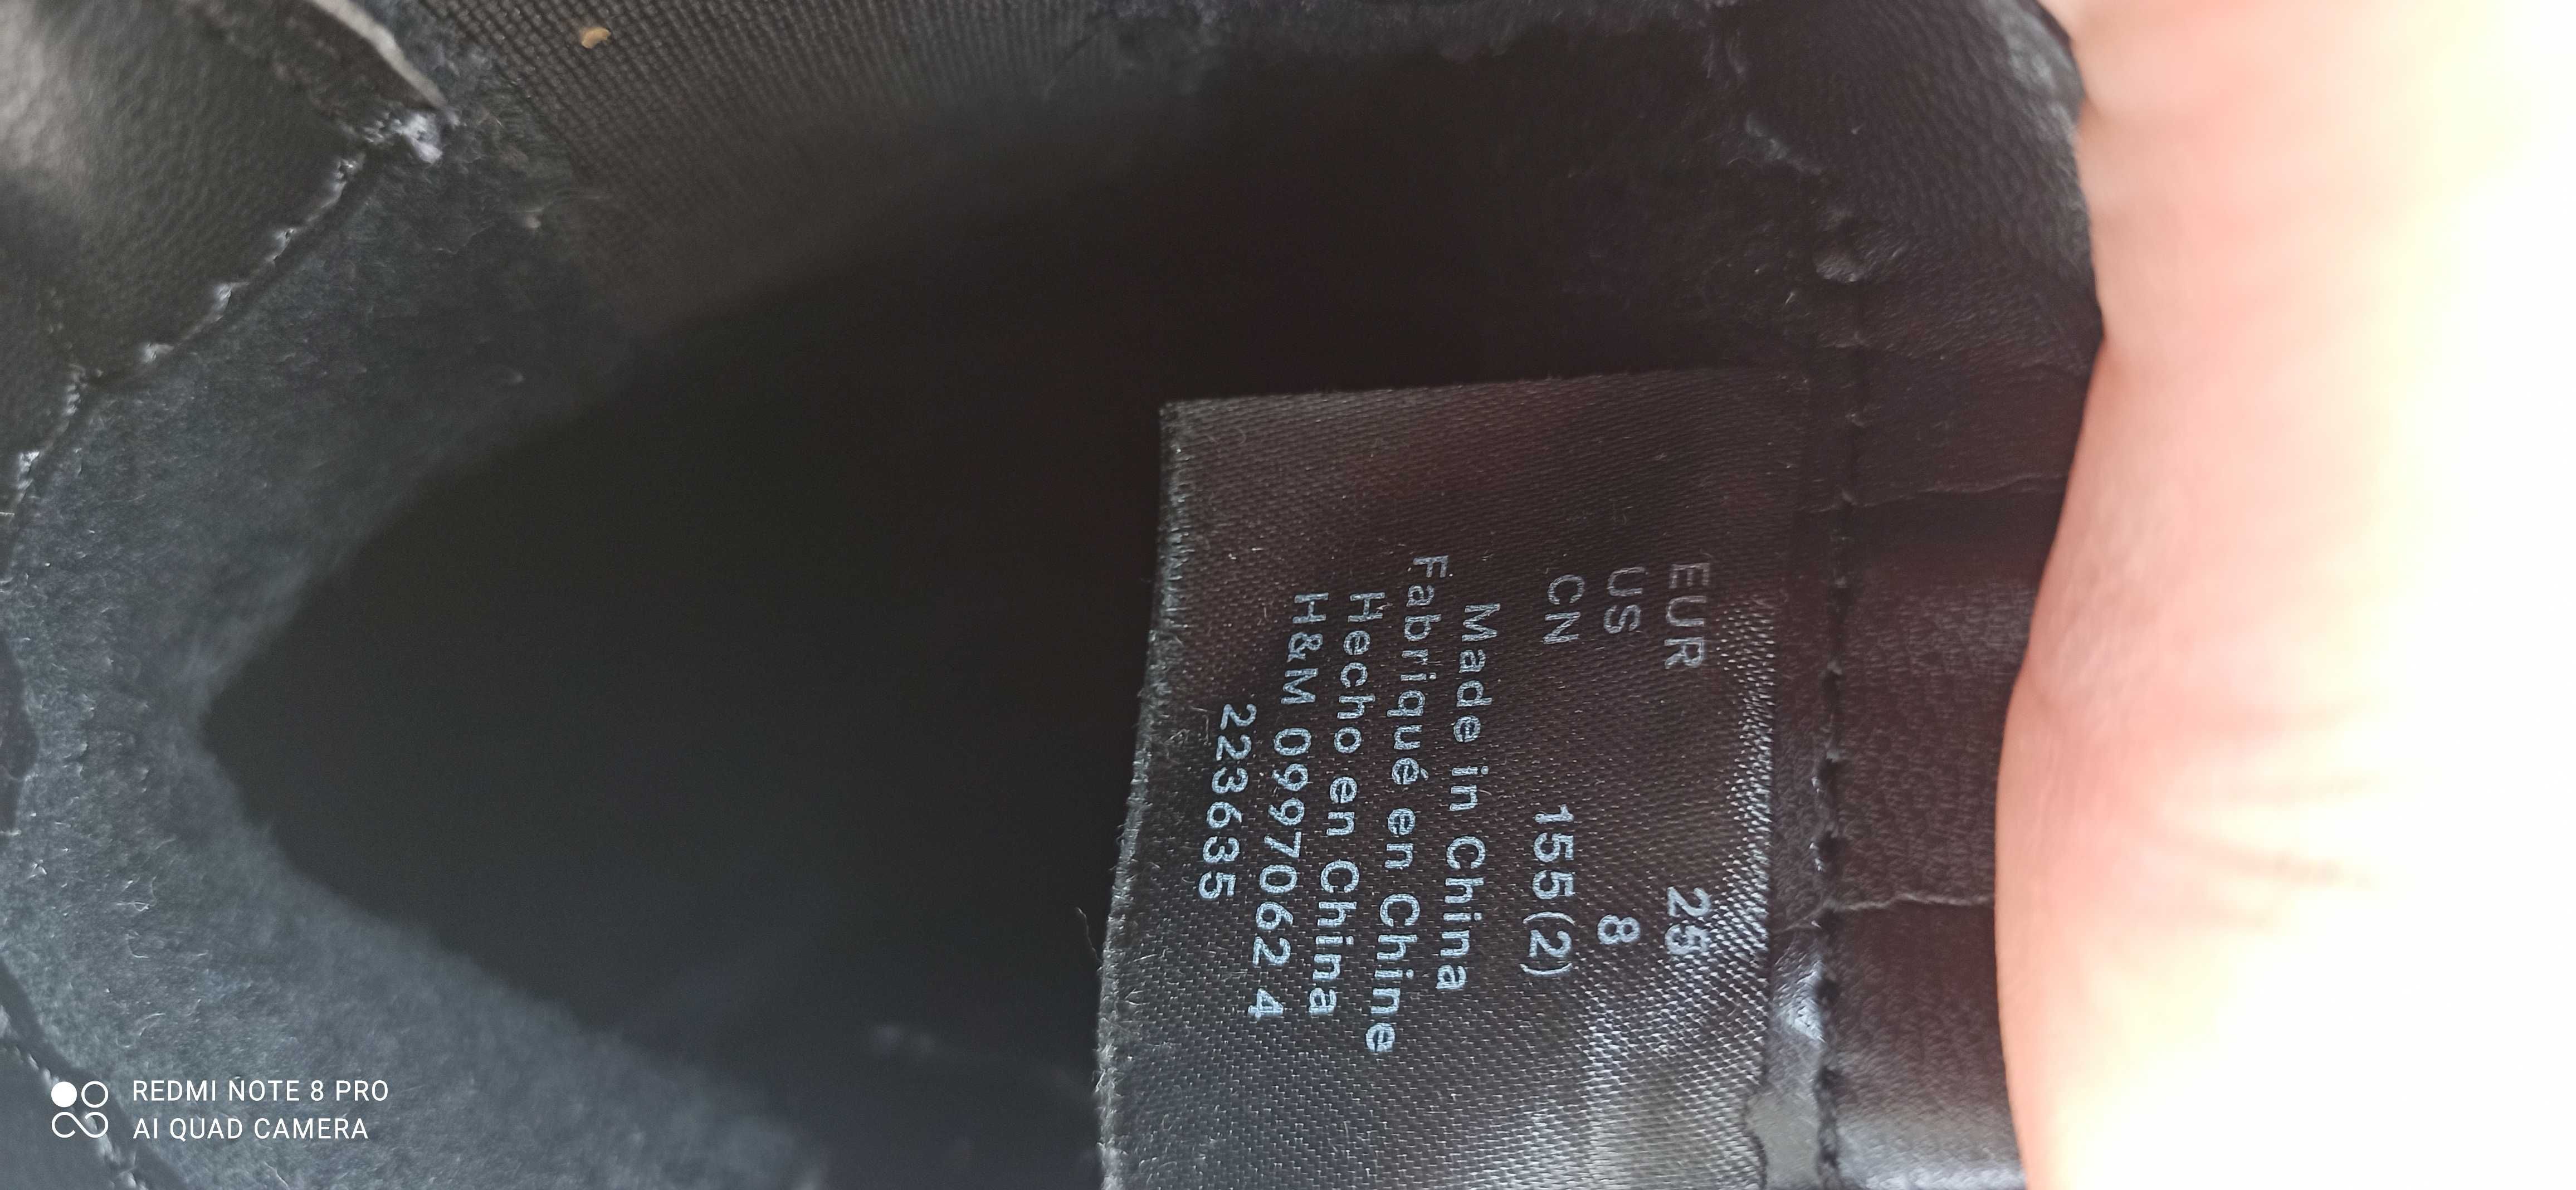 EUR 25
US 8
CN 155(2)
Made in China
Fabriqué en Chine
Hecho en China
H&M 0997062 4
223635
REDMI NOTE 8 PRO
AI QUAD CAMERA